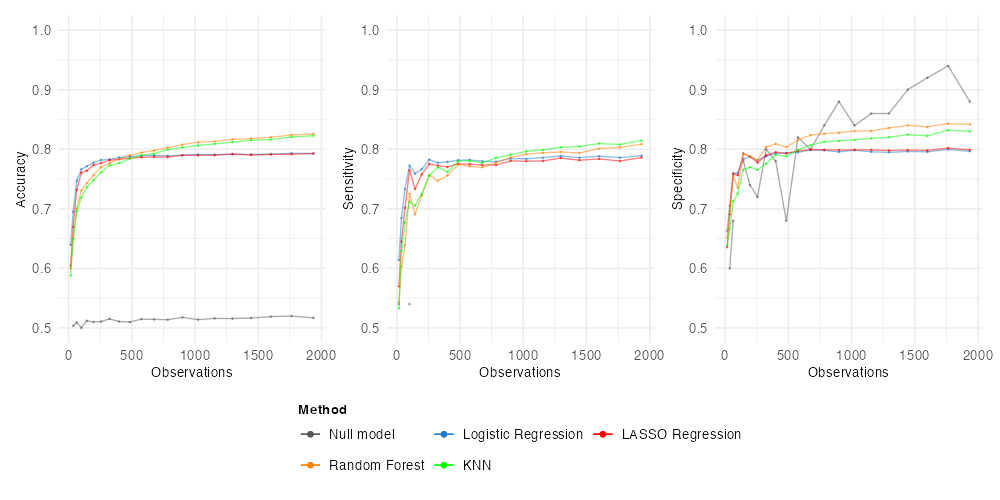 Accuracy
1.0
0.9
0.8
0.7
0.6
0.5
0 500 1000 1500 2000
Observations
Sensitivity
1.0
0.9
0.8
0.7
0.6
0.5
0 500 1000 1500 2000
Observations
Specificity
1.0
0.9
0.8
0.7
0.6
0.5
0 500 1000 1500 2000
Observations
Method
Null model Logistic Regression LASSO Regression
Random Forest KNN